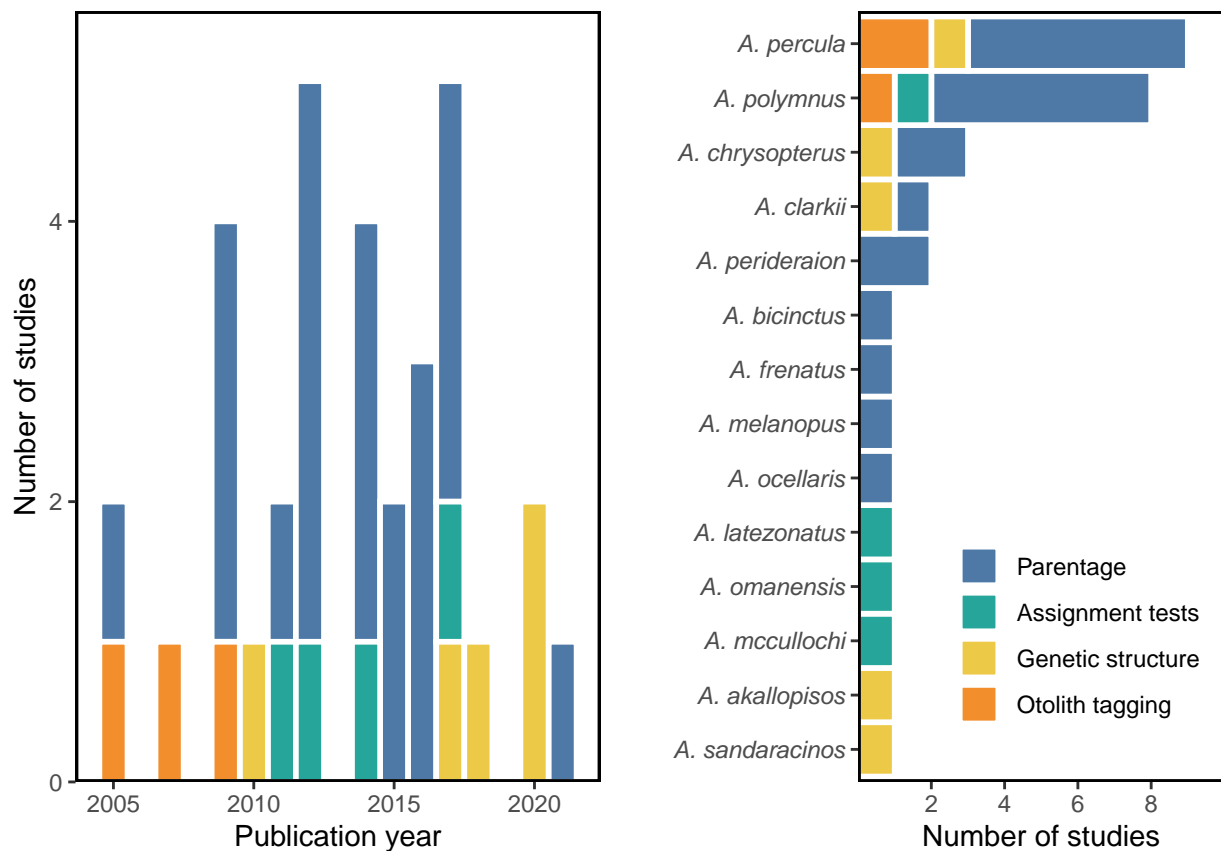 Number of studies
4
2
0
2005
2010
2015
2020
Publication year
A. percula
A. polymnus
A. chrysopterus
A. clarkii
A. perideraion
A. bicinctus
A. frenatus
A. melanopus
A. ocellaris
A. latezonatus
A. omanensis
A. mccullochi
A. akallopisos
A. sandaracinos
Parentage
Assignment tests
Genetic structure
Otolith tagging
2
4
6
8
Number of studies